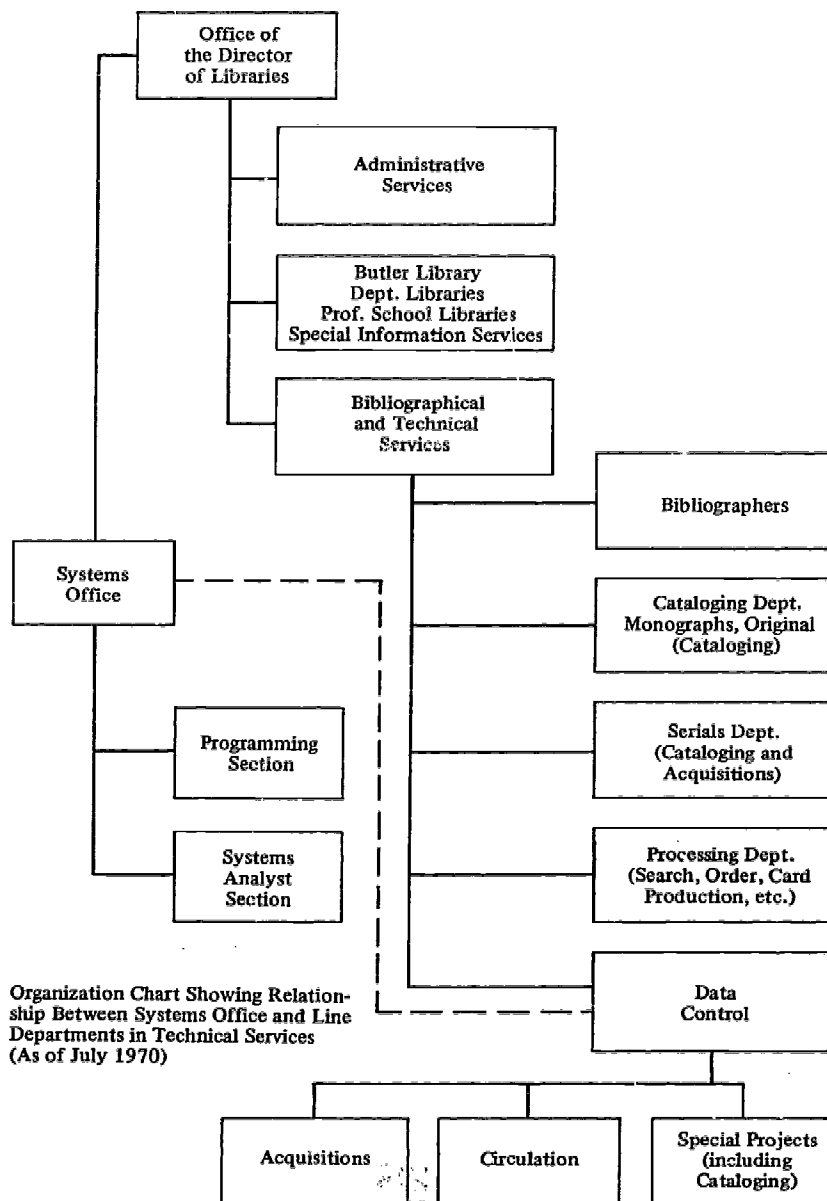 Office of
the Director
of Libraries
Administrative
Services
Butler Library
Dept. Libraries
Prof. School Libraries
Special Information Services
Bibliographical
and Technical
Services
Bibliographers
Systems
Office
Cataloging Dept.
Monographs, Original
(Cataloging)
Programming
Section
Serials Dept.
(Cataloging and
Acquisitions)
Systems
Analyst
Section
Processing Dept.
(Search, Order, Card
Production, etc.)
Organization Chart Showing Relation-
ship Between Systems Office and Line
Departments in Technical Services
(As of July 1970)
Data
Control
Acquisitions
Circulation
Special Projects
(including
Cataloging)